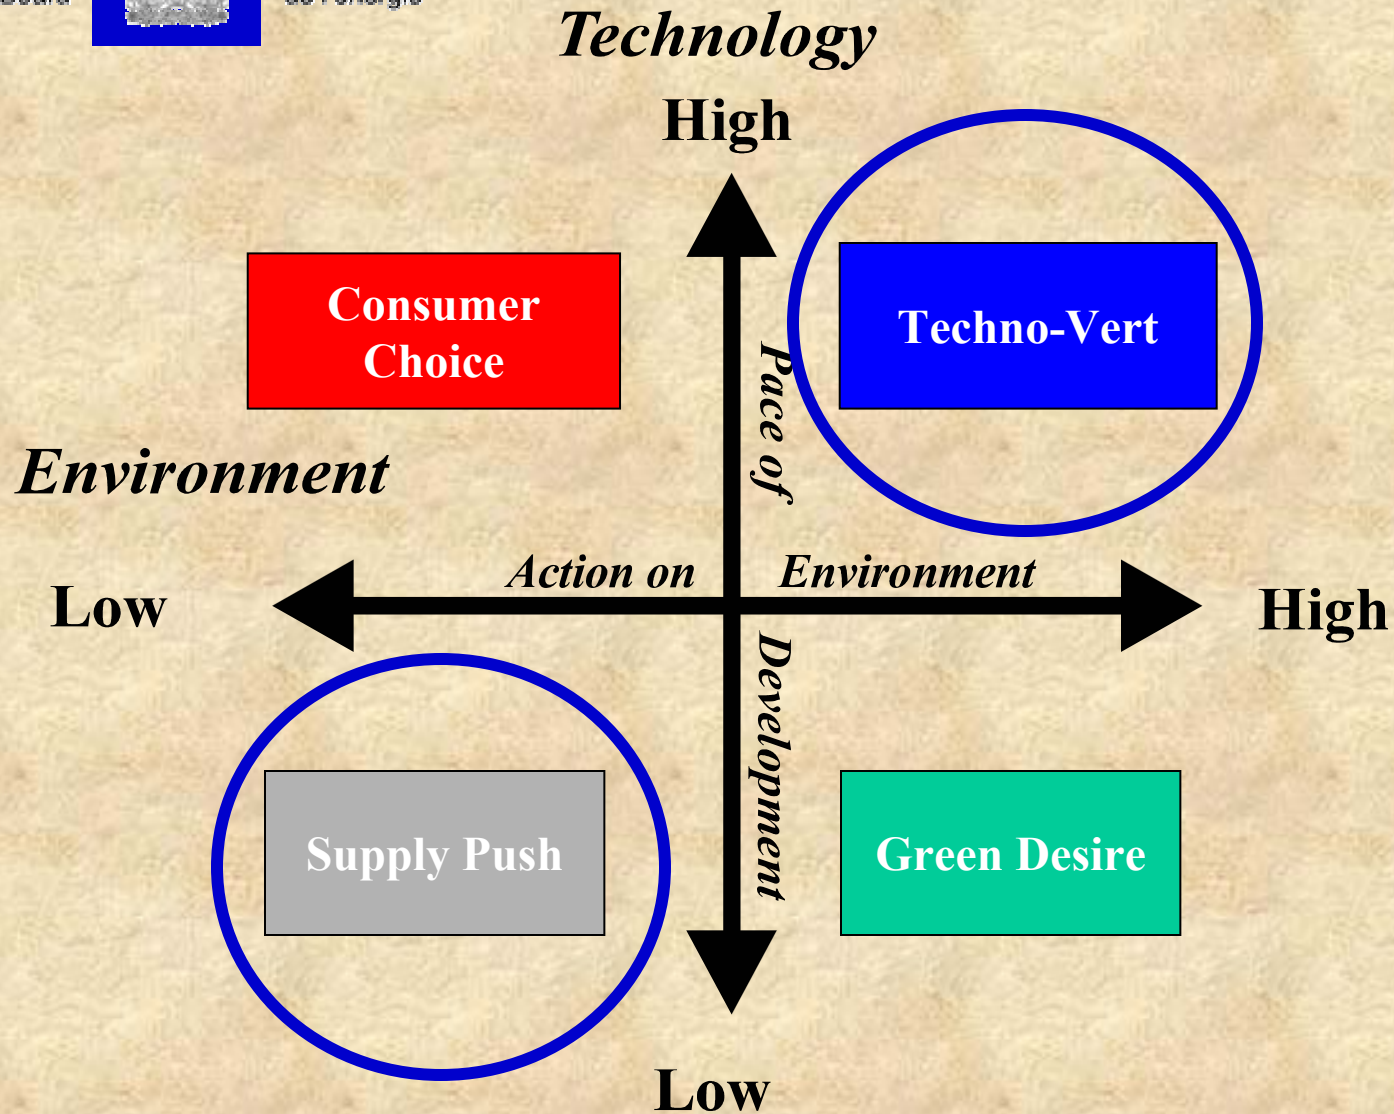 Technology
High
Consumer
Choice
Techno-Vert
Pace of
Environment
Action on Environment
Low
High
Development
Supply Push
Green Desire
Low